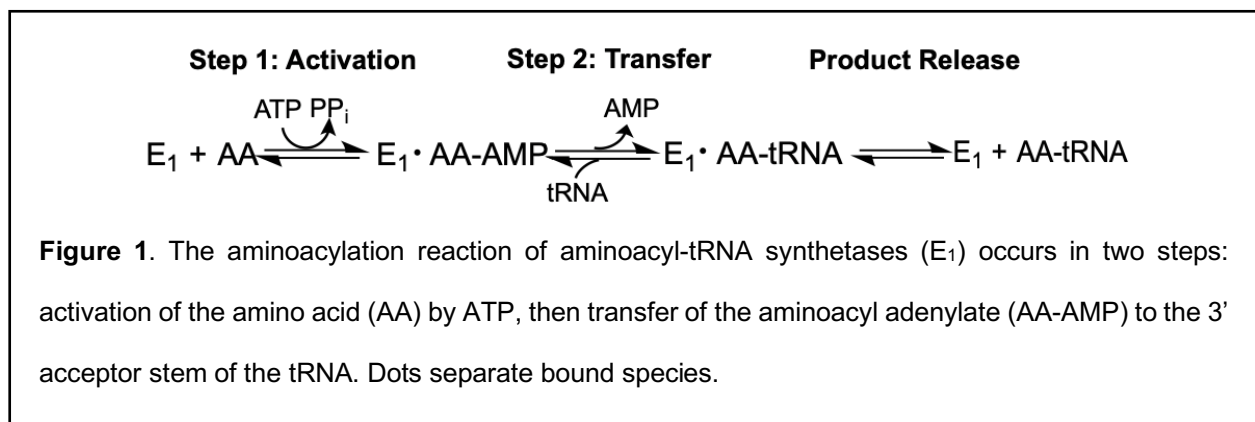 Step 1: Activation Step 2: Transfer Product Release
ATP PPi AMP
E1 + AA E1 • AA-AMP E1 • AA-tRNA E1 + AA-tRNA
tRNA
Figure 1. The aminoacylation reaction of aminoacyl-tRNA synthetases (E1) occurs in two steps:
activation of the amino acid (AA) by ATP, then transfer of the aminoacyl adenylate (AA-AMP) to the 3’
acceptor stem of the tRNA. Dots separate bound species.